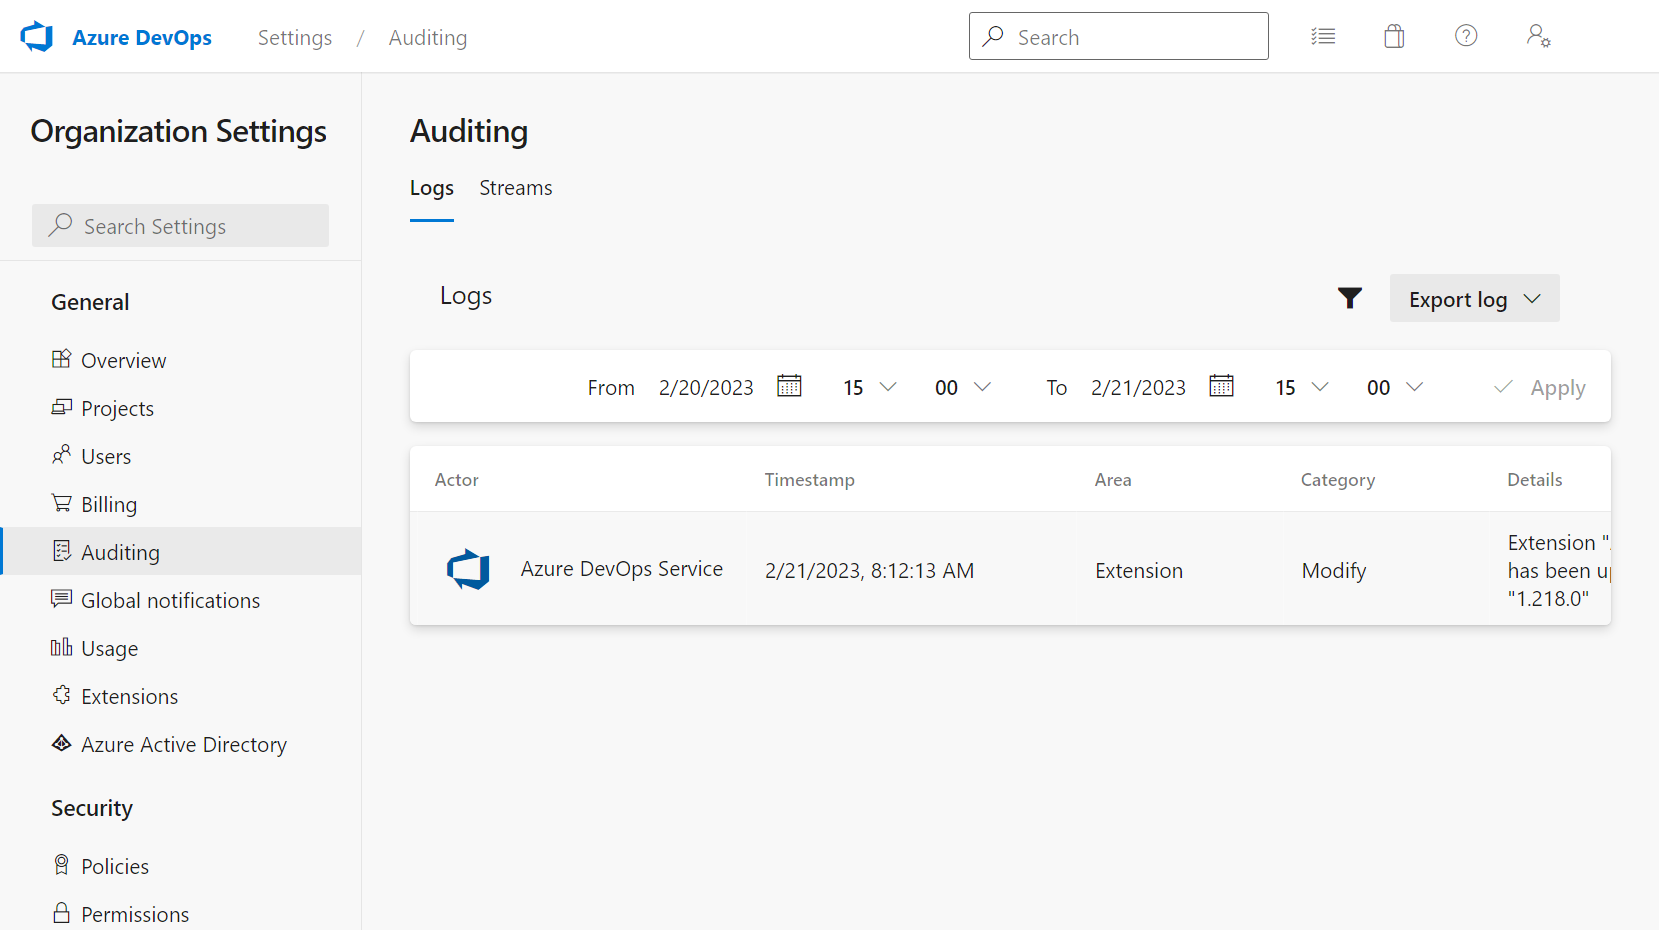 Azure DevOps Settings / Auditing Search
Organization Settings
Search Settings
General
Overview
Projects
Users
Billing
Auditing
Global notifications
Usage
Extensions
Azure Active Directory
Security
Policies
Permissions
Auditing
Logs Streams
Logs Export log
From 2/20/2023 15 00 To 2/21/2023 15 00 Apply
Actor Timestamp Area Category Details
Azure DevOps Service 2/21/2023, 8:12:13 AM Extension Modify
Extension "
has been
"1.218.0"